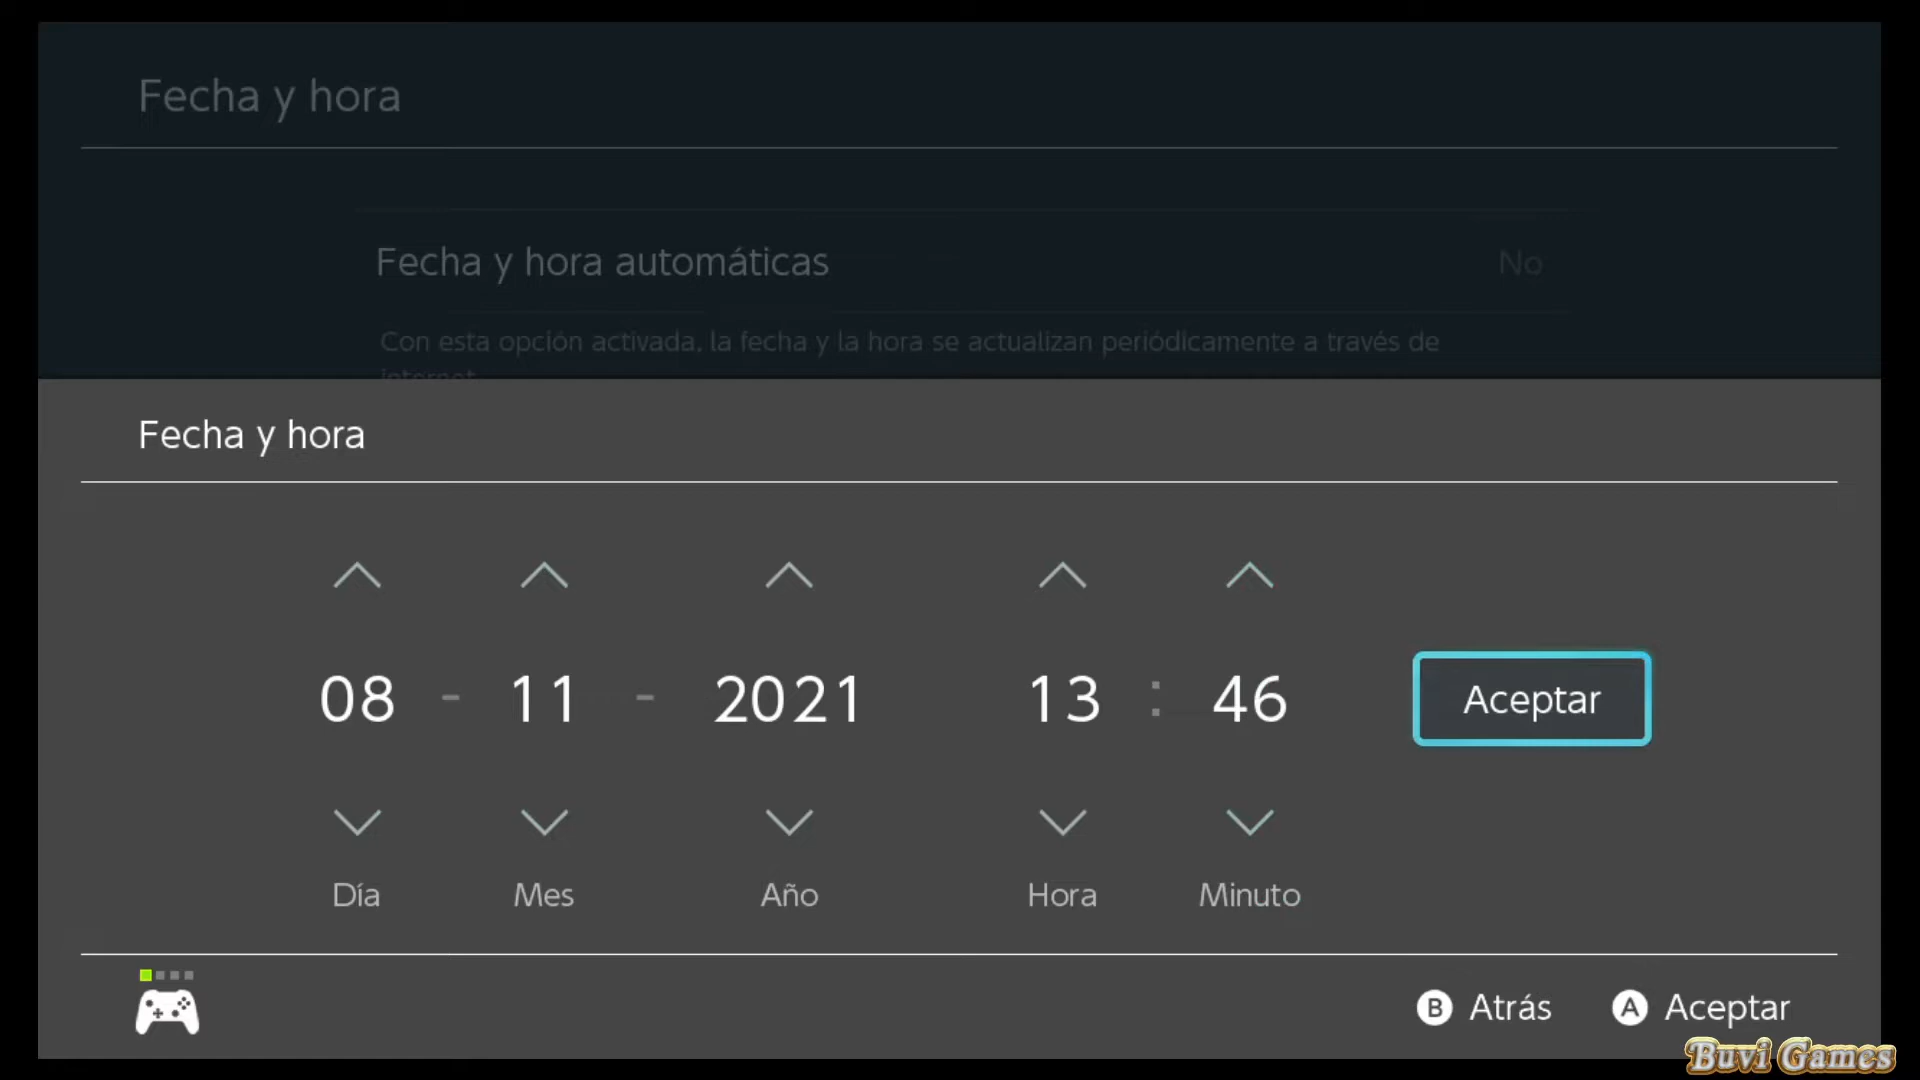 Fecha y hora
Fecha y hora automáticas No
Con esta opción activada, la fecha y la hora se actualizan periódicamente a través de
internet
Fecha y hora
08 - 11 - 2021 13 : 46 Aceptar
Día Mes Año Hora Minuto
B Atrás A Aceptar
Buvi Games